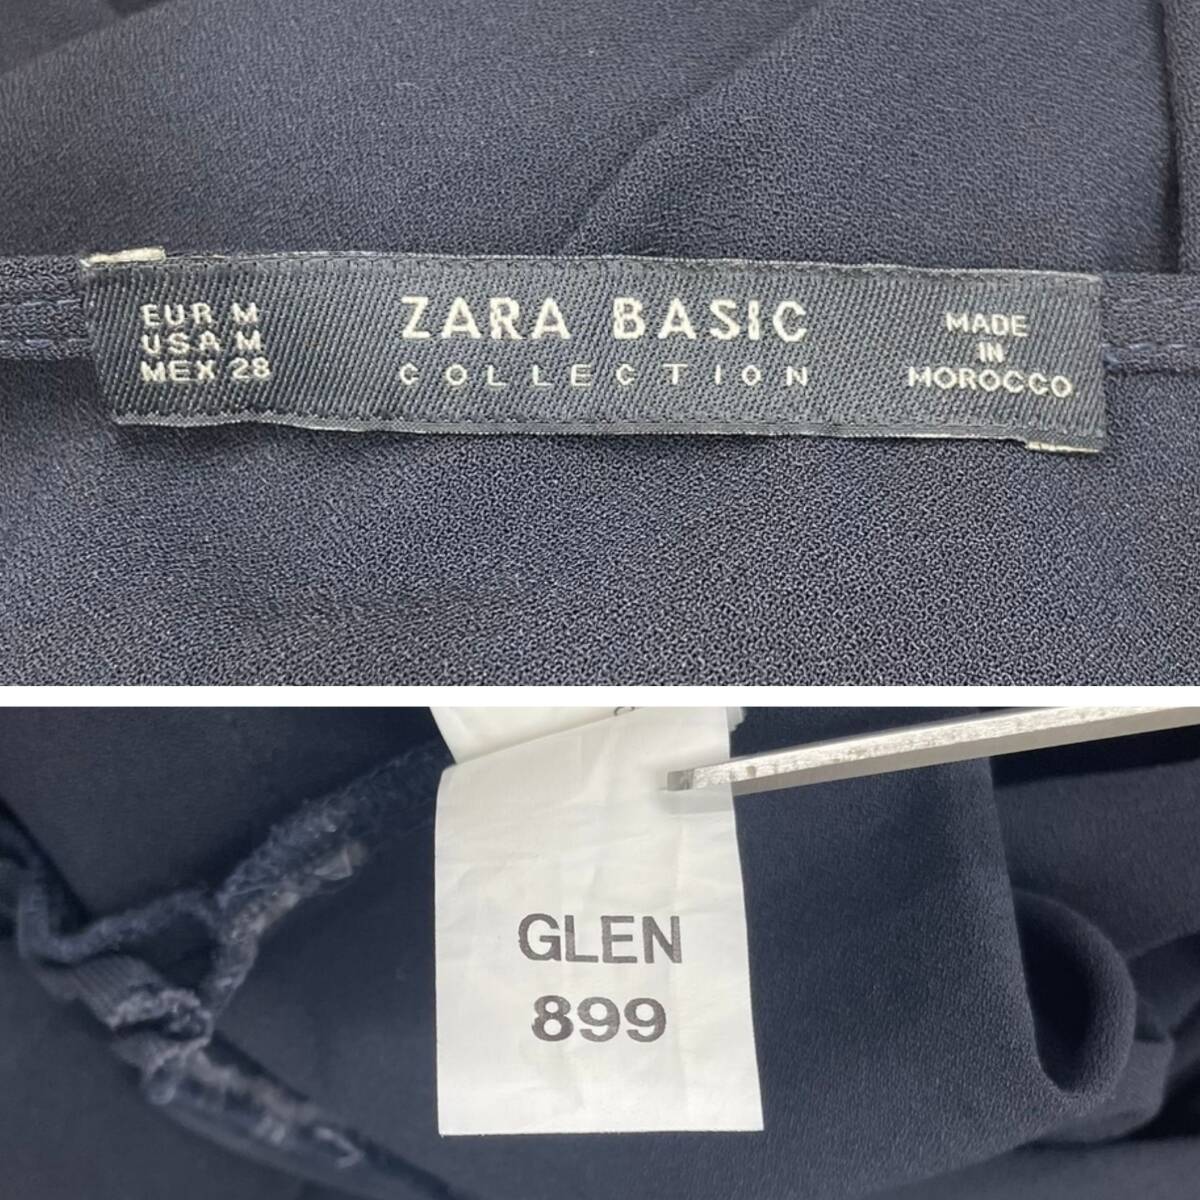 EUR M
USA M
MEX 28
ZARA BASIC
COLLECTION
MADE
IN
MOROCCO
GLEN
899